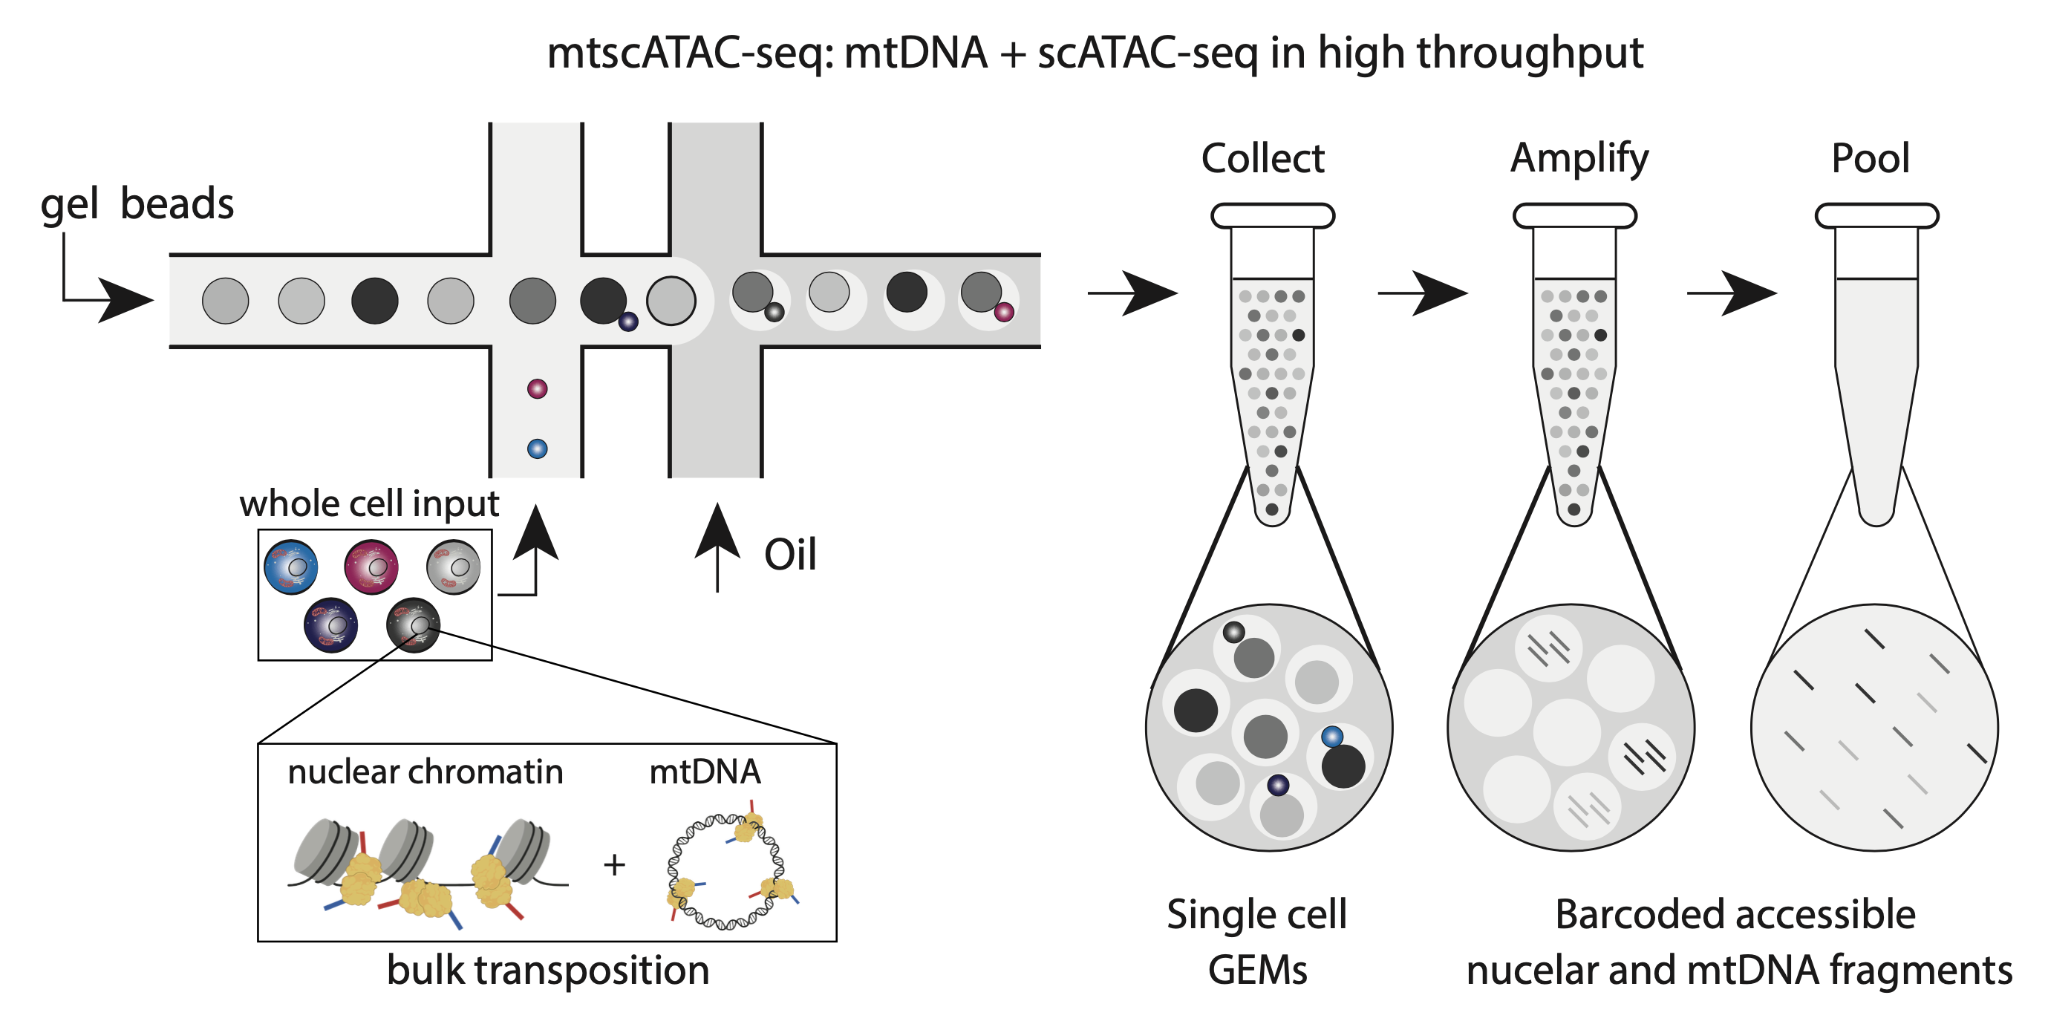 mtscATAC-seq: mtDNA + scATAC-seq in high throughput
gel beads
whole cell input
Oil
nuclear chromatin
mtDNA
+
bulk transposition
Collect
Amplify
Pool
Single cell
GEMs
Barcoded accessible
nucelar and mtDNA fragments